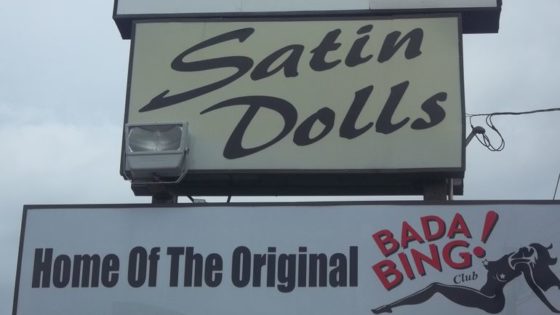 Satin
Dolls
Home Of The Original
BADA
BING!
Club